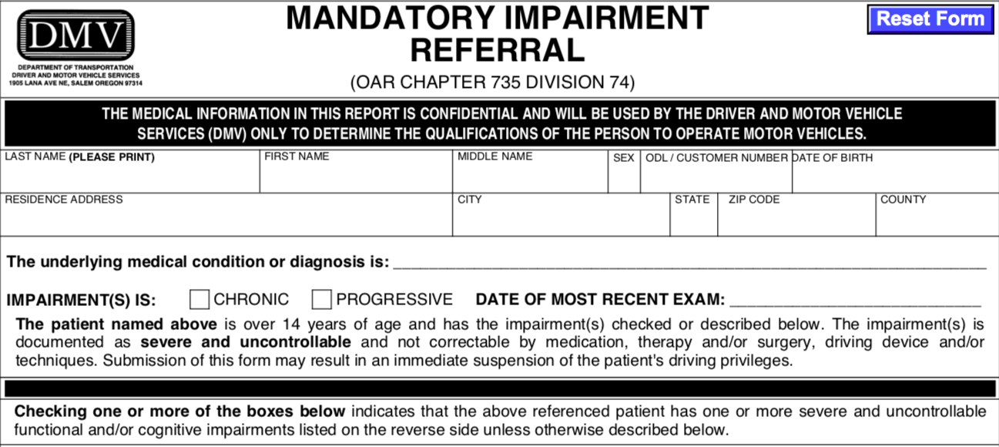 DMV
DEPARTMENT OF TRANSPORTATION
DRIVER AND MOTOR VEHICLE SERVICES
1905 LANA AVE NE, SALEM OREGON 97314
MANDATORY IMPAIRMENT
REFERRAL
(OAR CHAPTER 735 DIVISION 74)
Reset Form
THE MEDICAL INFORMATION IN THIS REPORT IS CONFIDENTIAL AND WILL BE USED BY THE DRIVER AND MOTOR VEHICLE
SERVICES (DMV) ONLY TO DETERMINE THE QUALIFICATIONS OF THE PERSON TO OPERATE MOTOR VEHICLES.
LAST NAME (PLEASE PRINT) FIRST NAME MIDDLE NAME SEX ODL / CUSTOMER NUMBER DATE OF BIRTH
RESIDENCE ADDRESS CITY STATE ZIP CODE COUNTY
The underlying medical condition or diagnosis is:
IMPAIRMENT(S) IS: CHRONIC PROGRESSIVE DATE OF MOST RECENT EXAM:
The patient named above is over 14 years of age and has the impairment(s) checked or described below. The impairment(s) is
documented as severe and uncontrollable and not correctable by medication, therapy and/or surgery, driving device and/or
techniques. Submission of this form may result in an immediate suspension of the patient's driving privileges.
Checking one or more of the boxes below indicates that the above referenced patient has one or more severe and uncontrollable
functional and/or cognitive impairments listed on the reverse side unless otherwise described below.